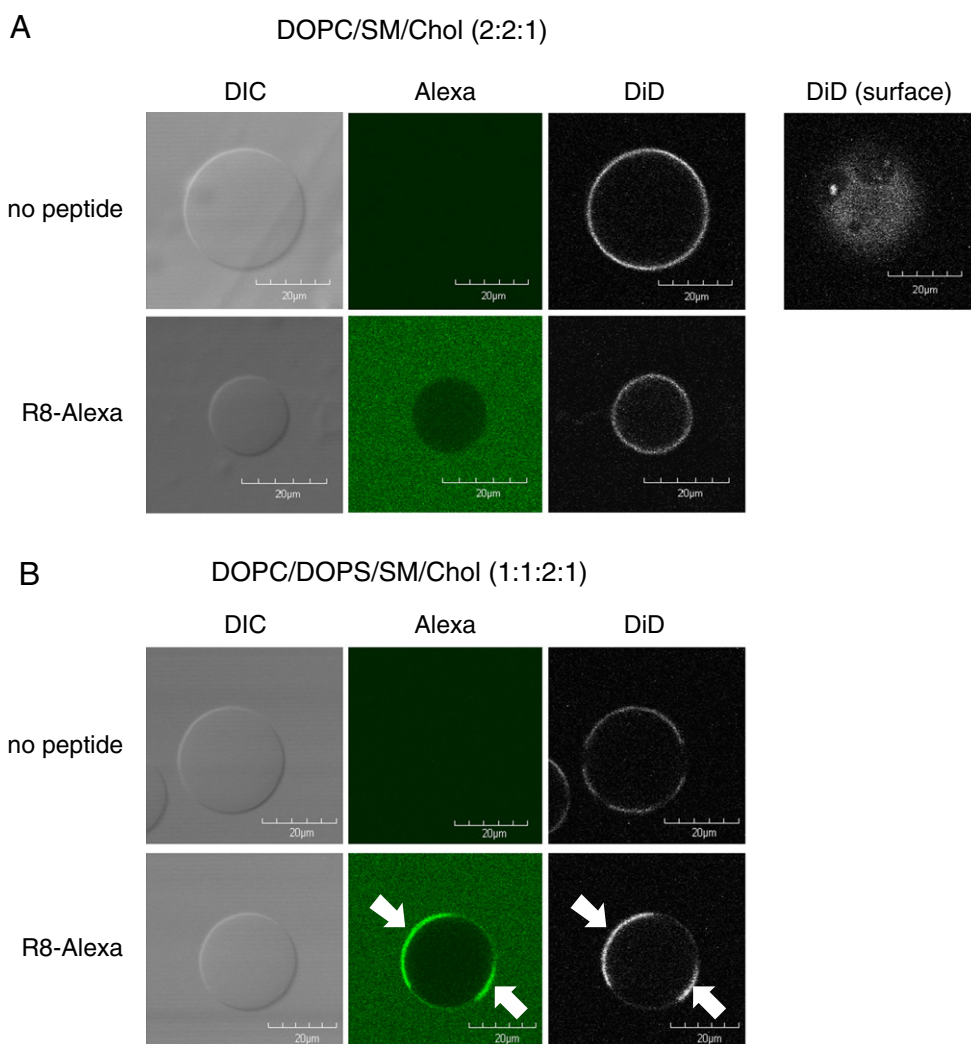 A
DOPC/SM/Chol (2:2:1)
DIC Alexa DiD DiD (surface)
no peptide
20μm 20μm 20μm 20μm
R8-Alexa
20μm 20μm 20μm
B
DOPC/DOPS/SM/Chol (1:1:2:1)
DIC Alexa DiD
no peptide
20μm 20μm 20μm
R8-Alexa
20μm 20μm 20μm